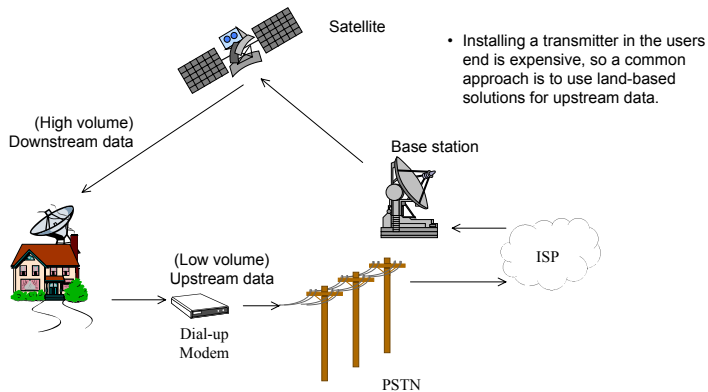 Satellite
• Installing a transmitter in the users
end is expensive, so a common
approach is to use land-based
solutions for upstream data.
(High volume)
Downstream data
Base station
(Low volume)
Upstream data
ISP
Dial-up
Modem
PSTN